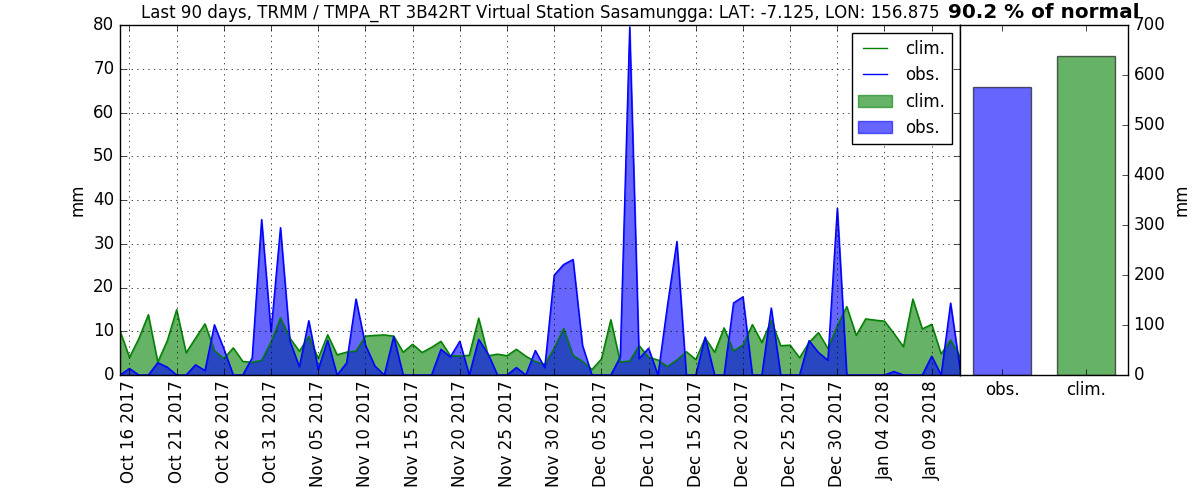 Last 90 days, TRMM / TMPA_RT 3B42RT Virtual Station Sasamungga: LAT: -7.125, LON: 156.875
90.2 % of normal
80
70
60
50
40
30
20
10
0
mm
clim.
obs.
clim.
obs.
700
600
500
400
300
200
100
0
mm
Oct 16 2017
Oct 21 2017
Oct 26 2017
Oct 31 2017
Nov 05 2017
Nov 10 2017
Nov 15 2017
Nov 20 2017
Nov 25 2017
Nov 30 2017
Dec 05 2017
Dec 10 2017
Dec 15 2017
Dec 20 2017
Dec 25 2017
Dec 30 2017
Jan 04 2018
Jan 09 2018
obs.
clim.